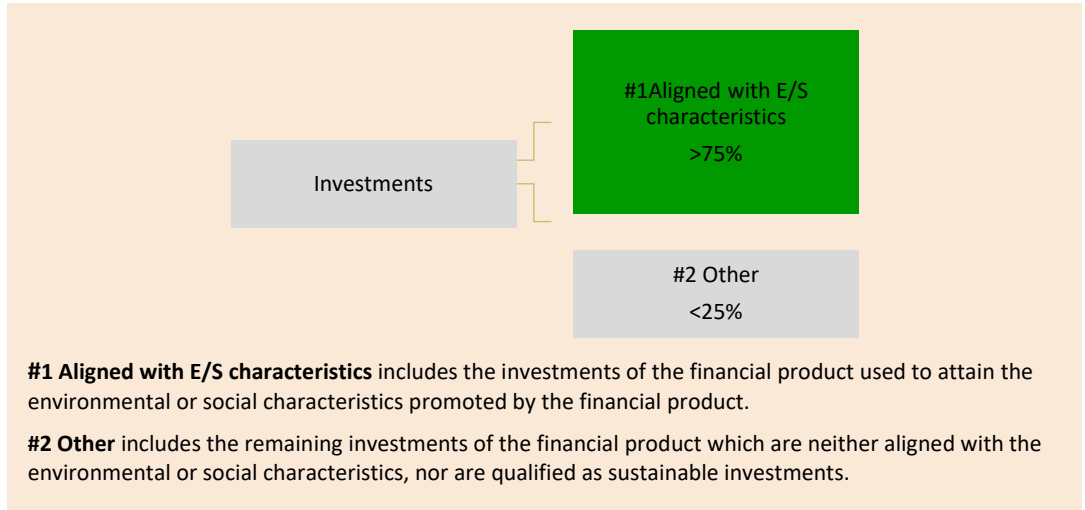 #1Aligned with E/S
characteristics
>75%
Investments
#2 Other
<25%
#1 Aligned with E/S characteristics includes the investments of the financial product used to attain the
environmental or social characteristics promoted by the financial product.
#2 Other includes the remaining investments of the financial product which are neither aligned with the
environmental or social characteristics, nor are qualified as sustainable investments.